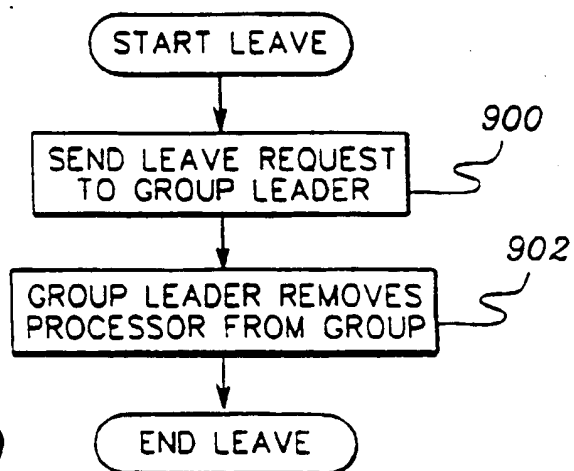 START LEAVE
900
SEND LEAVE REQUEST
TO GROUP LEADER
902
GROUP LEADER REMOVES
PROCESSOR FROM GROUP
END LEAVE